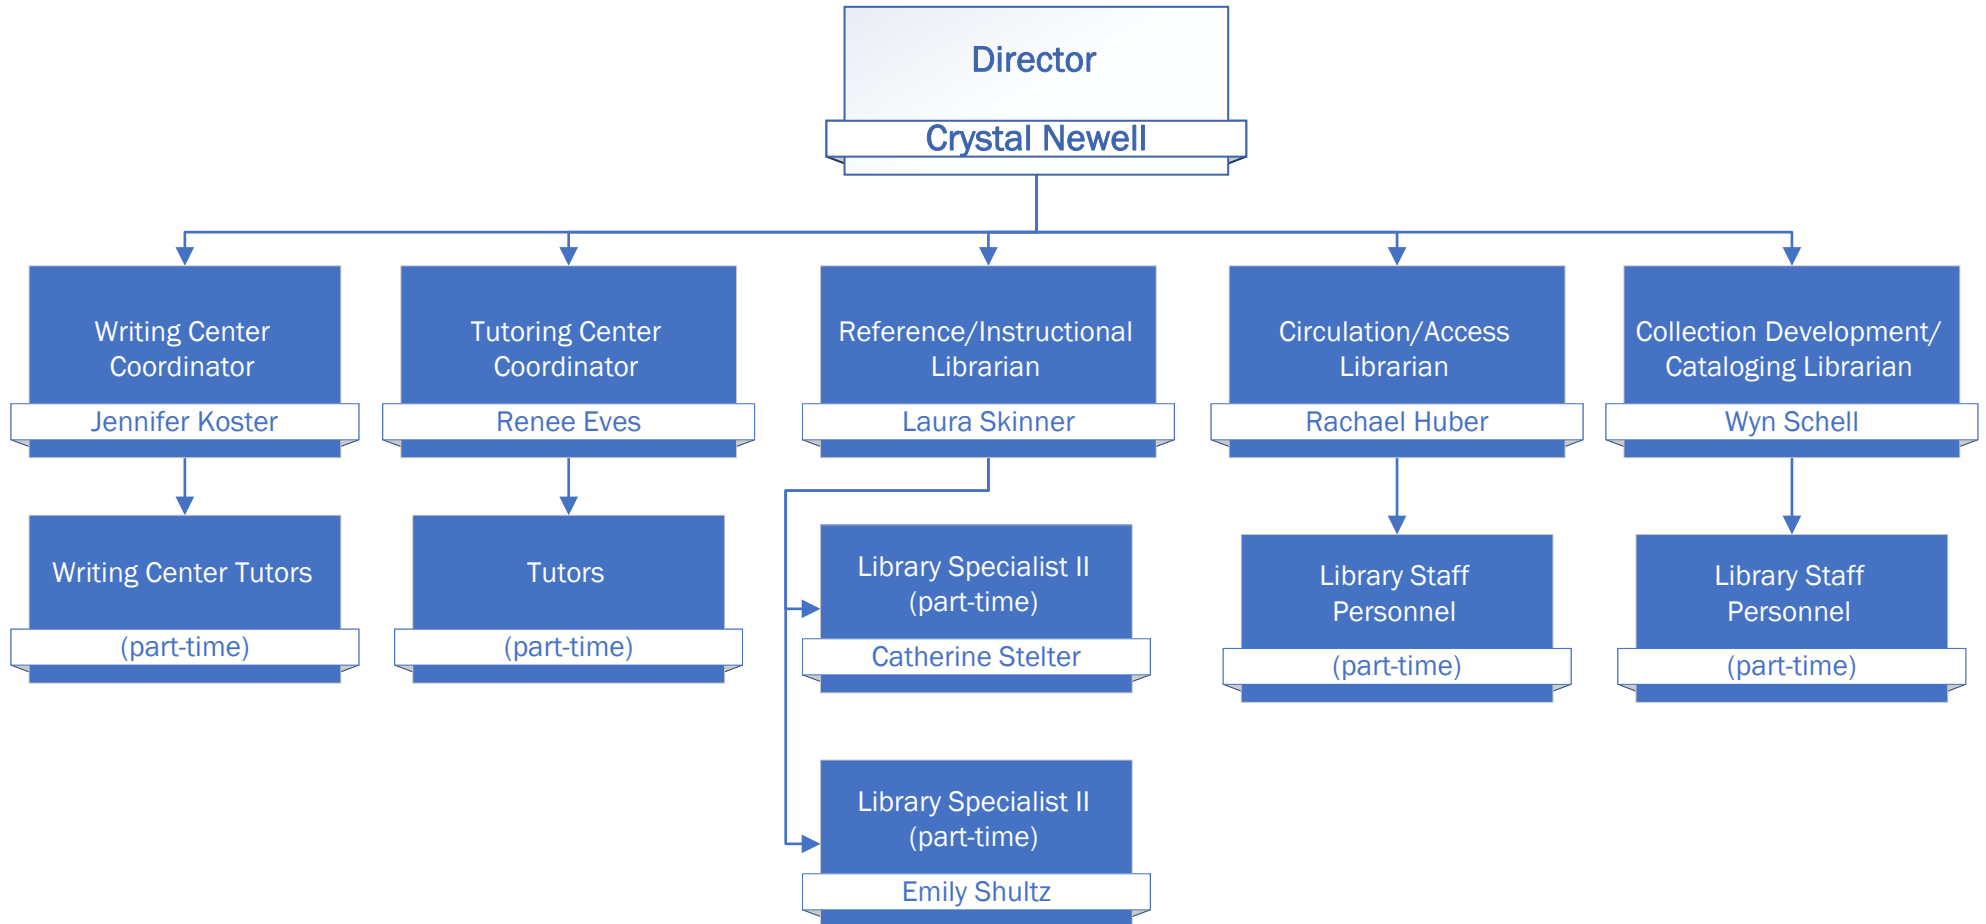 Director
Crystal Newell
Writing Center
Coordinator
Jennifer Koster
Tutoring Center
Coordinator
Renee Eves
Reference/Instructional
Librarian
Laura Skinner
Circulation/Access
Librarian
Rachael Huber
Collection Development/
Cataloging Librarian
Wyn Schell
Writing Center Tutors
(part-time)
Tutors
(part-time)
Library Specialist II
(part-time)
Catherine Stelter
Library Specialist II
(part-time)
Emily Shultz
Library Staff
Personnel
(part-time)
Library Staff
Personnel
(part-time)